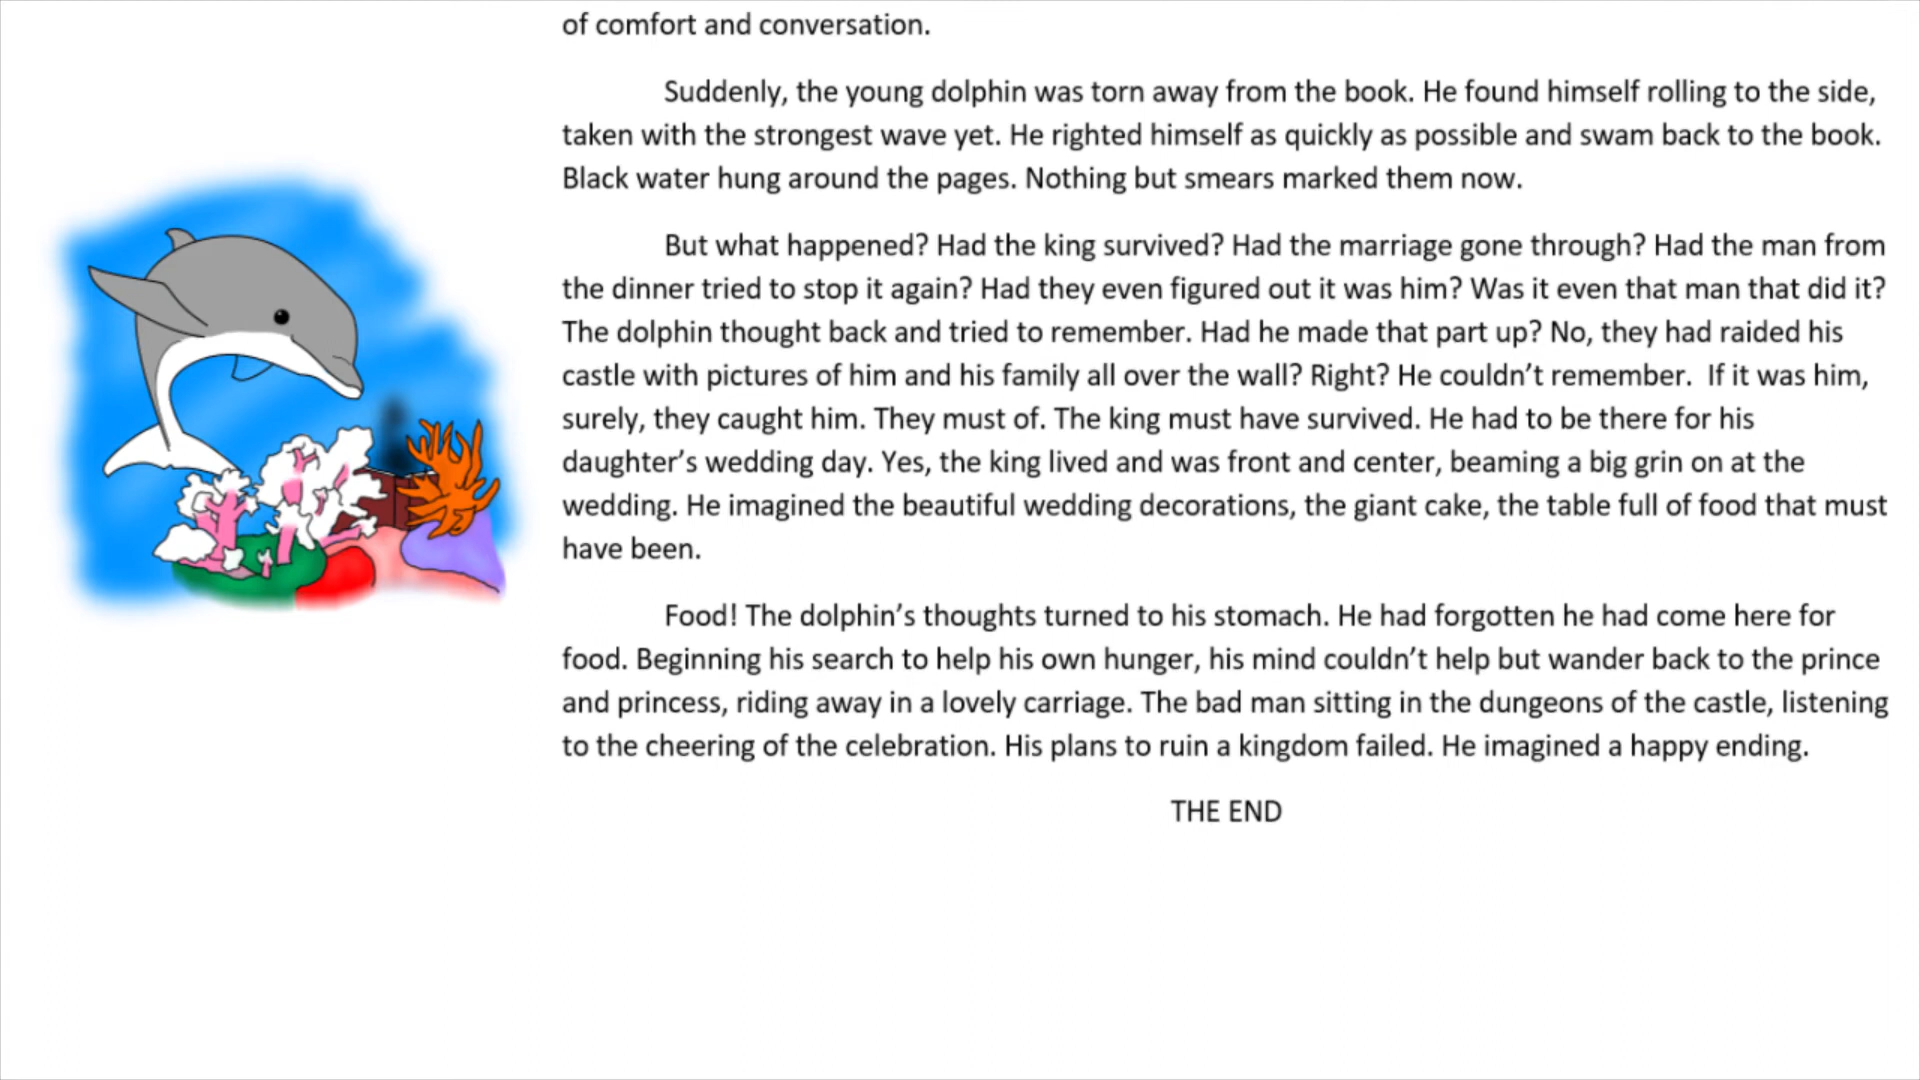 of comfort and conversation.
Suddenly, the young dolphin was torn away from the book. He found himself rolling to the side,
taken with the strongest wave yet. He righted himself as quickly as possible and swam back to the book.
Black water hung around the pages. Nothing but smears marked them now.
But what happened? Had the king survived? Had the marriage gone through? Had the man from
the dinner tried to stop it again? Had they even figured out it was him? Was it even that man that did it?
The dolphin thought back and tried to remember. Had he made that part up? No, they had raided his
castle with pictures of him and his family all over the wall? Right? He couldn’t remember.  If it was him,
surely, they caught him. They must of. The king must have survived. He had to be there for his
daughter’s wedding day. Yes, the king lived and was front and center, beaming a big grin on at the
wedding. He imagined the beautiful wedding decorations, the giant cake, the table full of food that must
have been.
Food! The dolphin’s thoughts turned to his stomach. He had forgotten he had come here for
food. Beginning his search to help his own hunger, his mind couldn’t help but wander back to the prince
and princess, riding away in a lovely carriage. The bad man sitting in the dungeons of the castle, listening
to the cheering of the celebration. His plans to ruin a kingdom failed. He imagined a happy ending.
THE END